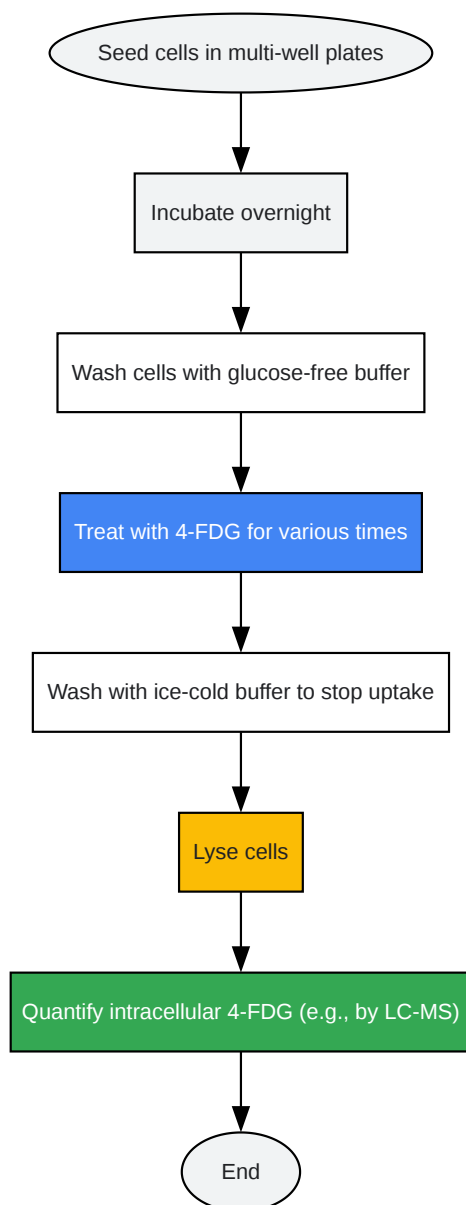 Seed cells in multi-well plates
Incubate overnight
Wash cells with glucose-free buffer
Treat with 4-FDG for various times
Wash with ice-cold buffer to stop uptake
Lyse cells
Quantify intracellular 4-FDG (e.g., by LC-MS)
End